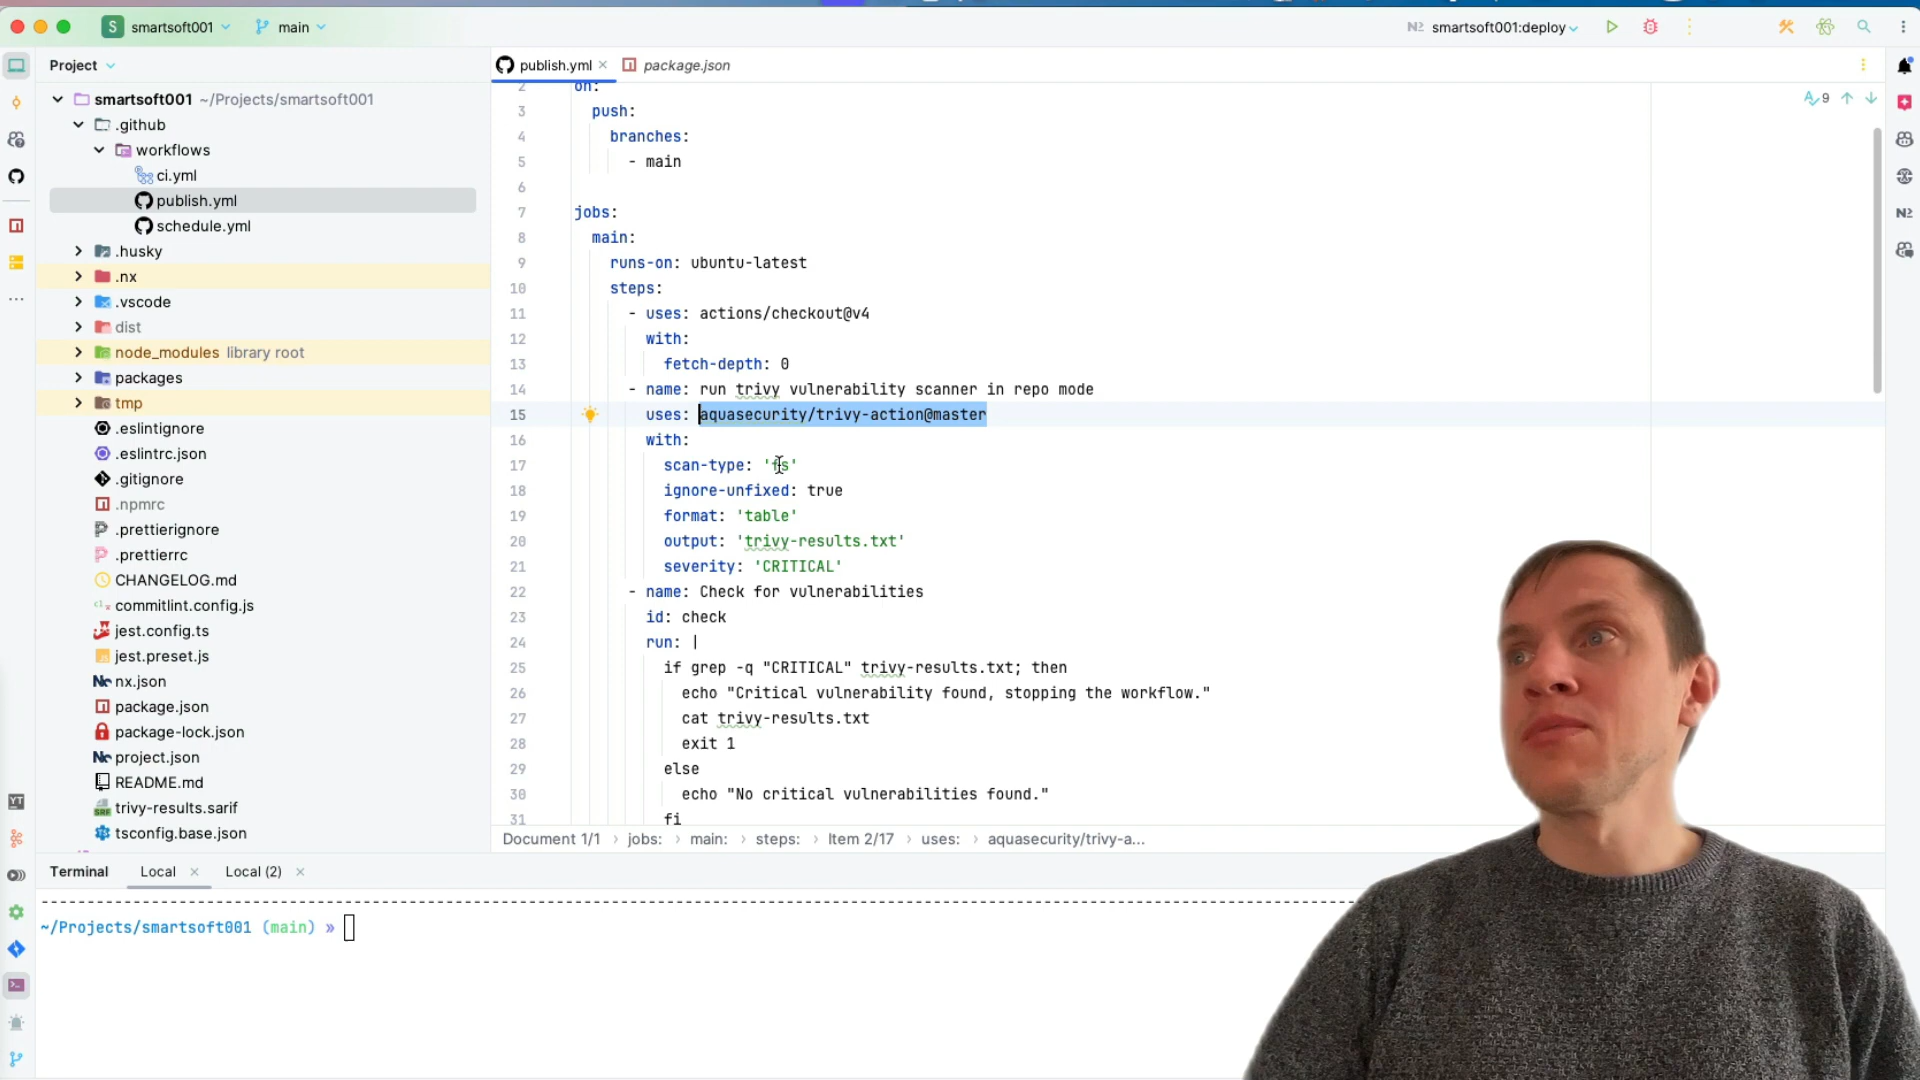 S smartsoft001
main
N2 smartsoft001:deploy
Project
publish.yml
package.json
smartsoft001 ~/Projects/smartsoft001
.github
workflows
ci.yml
publish.yml
schedule.yml
.husky
.nx
.vscode
dist
node_modules library root
packages
tmp
.eslintignore
.eslintrc.json
.gitignore
.npmrc
.prettierignore
.prettierrc
CHANGELOG.md
commitlint.config.js
jest.config.ts
jest.preset.js
nx.json
package.json
package-lock.json
project.json
README.md
trivy-results.sarif
tsconfig.base.json
9
2 on:
3 push:
4 branches:
5 - main
6
7 jobs:
8 main:
9 runs-on: ubuntu-latest
10 steps:
11 - uses: actions/checkout@v4
12 with:
13 fetch-depth: 0
14 - name: run trivy vulnerability scanner in repo mode
15 uses: aquasecurity/trivy-action@master
16 with:
17 scan-type: 'fs'
18 ignore-unfixed: true
19 format: 'table'
20 output: 'trivy-results.txt'
21 severity: 'CRITICAL'
22 - name: Check for vulnerabilities
23 id: check
24 run: |
25 if grep -q "CRITICAL" trivy-results.txt; then
26 echo "Critical vulnerability found, stopping the workflow."
27 cat trivy-results.txt
28 exit 1
29 else
30 echo "No critical vulnerabilities found."
31 fi
Document 1/1 › jobs: › main: › steps: › Item 2/17 › uses: › aquasecurity/trivy-a...
Terminal Local Local (2)
~/Projects/smartsoft001 (main) »
N2
YT